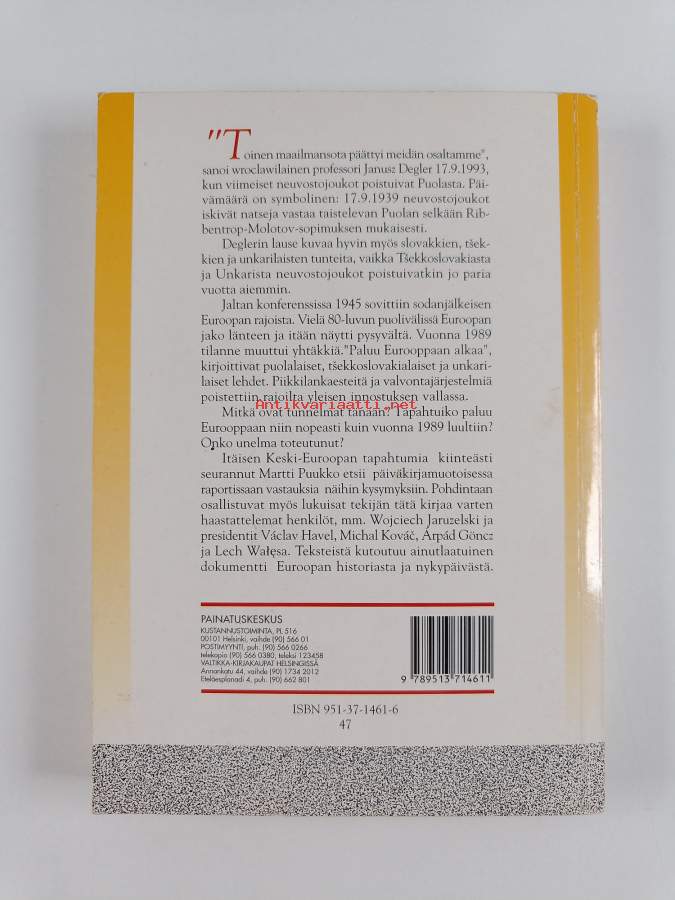 "Toinen maailmansota päättyi meidän osaltamme",
sanoi wroclawilainen professori Janusz Degler 17.9.1993,
kun viimeiset neuvostojoukot poistuivat Puolasta. Päi-
vämäärä on symbolinen: 17.9.1939 neuvostojoukot
iskivät natseja vastaa taistelevan Puolan selkään Rib-
bentrop-Molotov-sopimuksen mukaisesti.
Deglerin lause kuvaa hyvin myös slovakkien, tšek-
kien ja unkarilaisten tunteita, vaikka Tšekkoslovakiasta
ja Unkarista neuvostojoukot poistuivatkin jo paria
vuotta aiemmin.
Jaltan konferenssissa 1945 sovittiin sodanjälkeisen
Euroopan rajoista. Vielä 80-luvun puolivälissä Euroopan
jako länteen ja itään näytti pysyvältä. Vuonna 1989
tilanne muuttui yhtäkkiä."Paluu Eurooppaan alkaa",
kirjoittivat puolalaiset, tšekkoslovakialaiset ja unkari-
laiset lehdet. Piikkilankaesteitä ja valvontajärjestelmiä
poistettiin rajoilta yleisen innostuksen vallassa.
Antikvariaatti.net
Mitkä ovat tunnelmat tänään? Tapahtuiko paluu
Eurooppaan niin nopeasti kuin vuonna 1989 luultiin?
Onko unelma toteutunut?
Itäisen Keski-Euroopan tapahtumia kiinteästi
seurannut Martti Puukko etsii päiväkirjamuotoisessa
raportissaan vastauksia näihin kysymyksiin. Pohdintaan
osallistuvat myös lukuisat tekijän tätä kirjaa varten
haastattelemat henkilöt, mm. Wojciech Jaruzelski ja
presidentit Václav Havel, Michal Kováč, Árpád Göncz
ja Lech Wałęsa. Teksteistä kutoutuu ainutlaatuinen
dokumentti Euroopan historiasta ja nykypäivästä.
PAINATUSKESKUS
KUSTANNUSTOIMINTA, PL 516
00101 Helsinki, vaihde (90) 566 01
POSTIMYYNTI, puh. (90) 566 0266
telekopio (90) 566 0380, teleksi 123458
VALTIKKA-KIRJAKAUPAT HELSINGISSÄ
Annankatu 44, vaihde (90) 1734 2012
Eteläesplanadi 4, puh. (90) 662 801
9 789513 714611
ISBN 951-37-1461-6
47